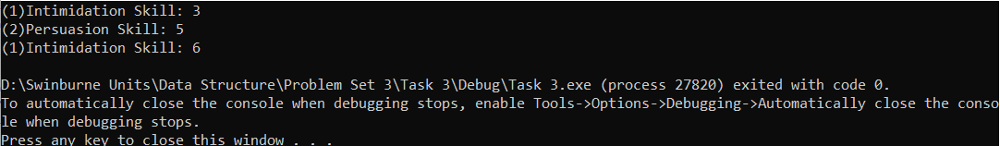 (1)Intimidation Skill: 3
(2)Persuasion Skill: 5
(1)Intimidation Skill: 6
D:\Swinburne Units\Data Structure\Problem Set 3\Task 3\Debug\Task 3.exe (process 27820) exited with code 0.
To automatically close the console when debugging stops, enable Tools->Options->Debugging->Automatically close the conso
le when debugging stops.
Press any key to close this window . . .